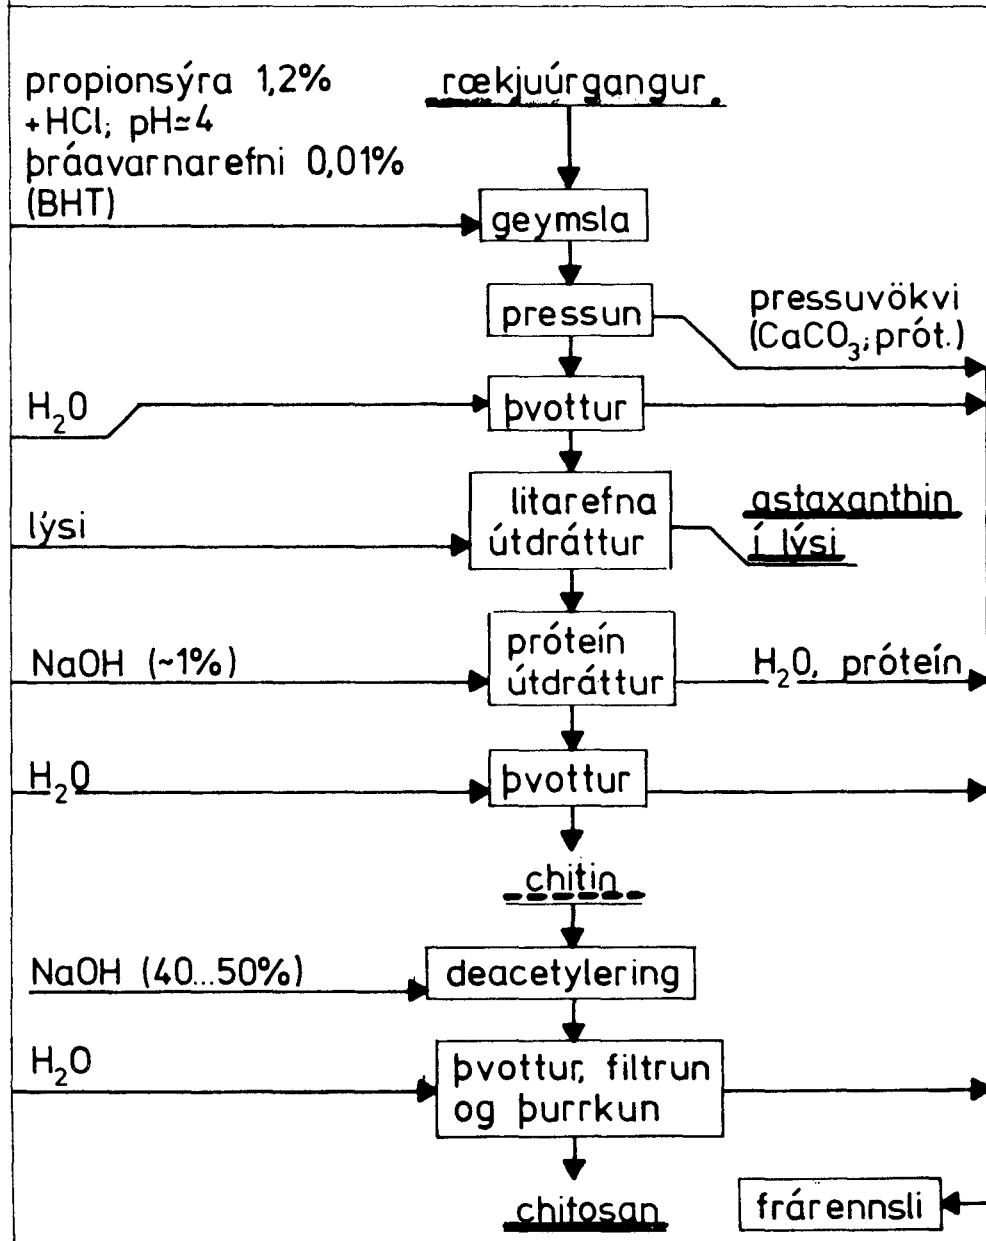 propionsýra 1,2%
+HCl; pH≃4
þráavarnarefni 0,01%
(BHT)
rækjuúrgangur
geymsla
pressun
pressuvökvi
(CaCO₃; prót.)
H₂O
þvottur
lýsi
litarefna
útdráttur
astaxanthin
í lýsi
NaOH (~1%)
próteín
útdráttur
H₂O, prótein
H₂O
þvottur
chitin
NaOH (40...50%)
deacetylering
H₂O
þvottur, filtrun
og þurrkun
chitosan
frárennsli